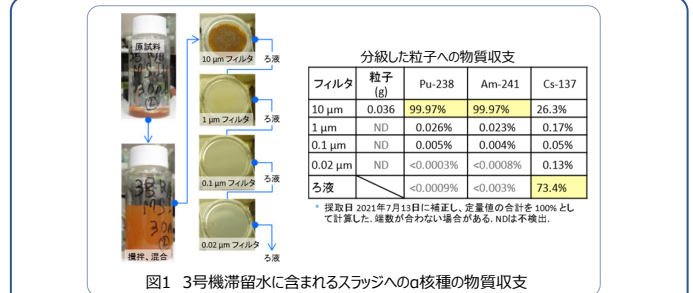 原試料
攪拌、混合
10 μm フィルタ
ろ液
1 μm フィルタ
ろ液
0.1 μm フィルタ
ろ液
0.02 μm フィルタ
ろ液
分級した粒子への物質収支
フィルタ 粒子 (g) Pu-238 Am-241 Cs-137
10 μm 0.036 99.97% 99.97% 26.3%
1 μm ND 0.026% 0.023% 0.17%
0.1 μm ND 0.005% 0.004% 0.05%
0.02 μm ND <0.0003% <0.0008% 0.13%
ろ液 <0.0009% <0.003% 73.4%
* 採取日 2021年7月13日に補正し、定量値の合計を 100% とし
て計算した. 端数が合わない場合がある. NDは不検出.
図1 3号機滞留水に含まれるスラッジへのα核種の物質収支